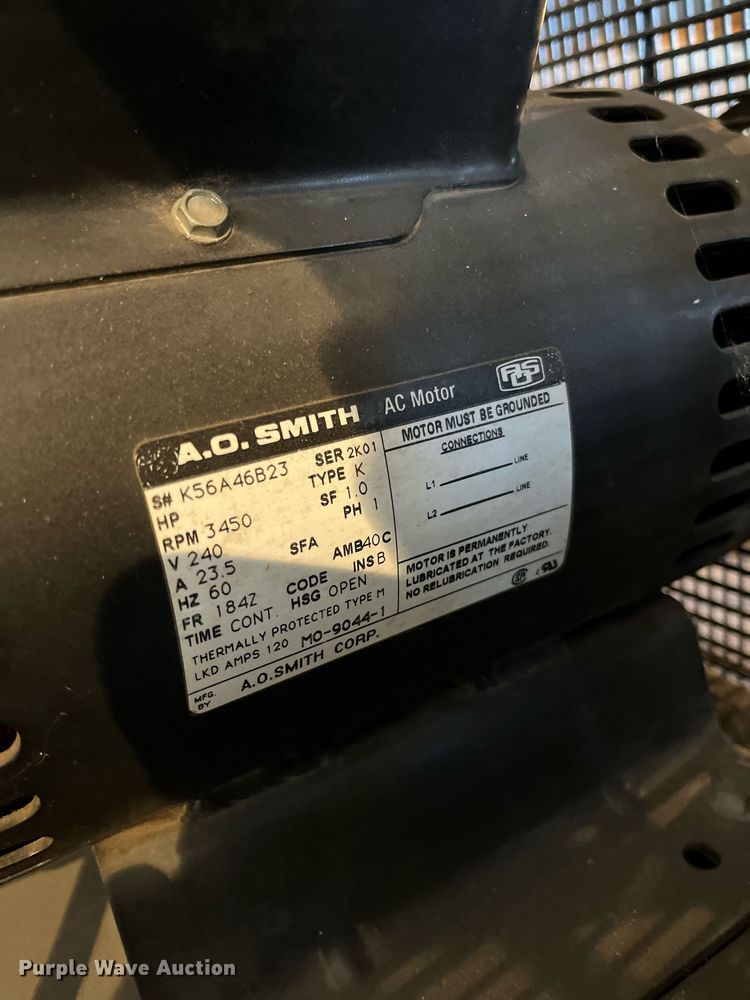 A.O. SMITH AC Motor AOS
S# K56A46B23 SER 2K01
HP TYPE K
RPM 3450 SF 1.0
V 240 PH 1
A 23.5 SFA
HZ 60 AMB40C
FR 184Z CODE INS B
TIME CONT. HSG OPEN
THERMALLY PROTECTED TYPE M
LKD AMPS 120 MO-9044-1
MFG. BY A.O.SMITH CORP.
MOTOR MUST BE GROUNDED
CONNECTIONS
L1 LINE
L2 LINE
MOTOR IS PERMANENTLY
LUBRICATED AT THE FACTORY.
NO RELUBRICATION REQUIRED.
Purple Wave Auction